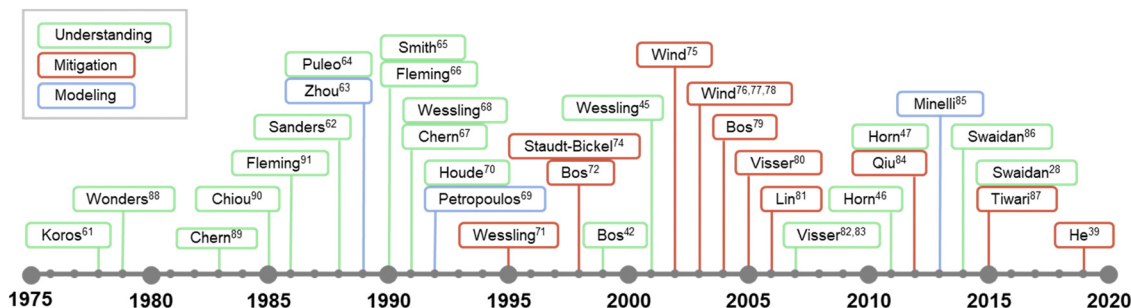 Understanding
Mitigation
Modeling
Koros61
Wonders88
Chern89
Chiou90
Fleming91
Sanders62
Puleo64
Zhou63
Smith65
Fleming66
Wessling68
Chern67
Houde70
Petropoulos69
Wessling71
Staudt-Bickel74
Bos72
Bos42
Wessling45
Wind75
Wind76,77,78
Bos79
Visser80
Lin81
Visser82,83
Horn46
Horn47
Qiu84
Minelli85
Swaidan86
Swaidan28
Tiwari87
He39
1975 1980 1985 1990 1995 2000 2005 2010 2015 2020